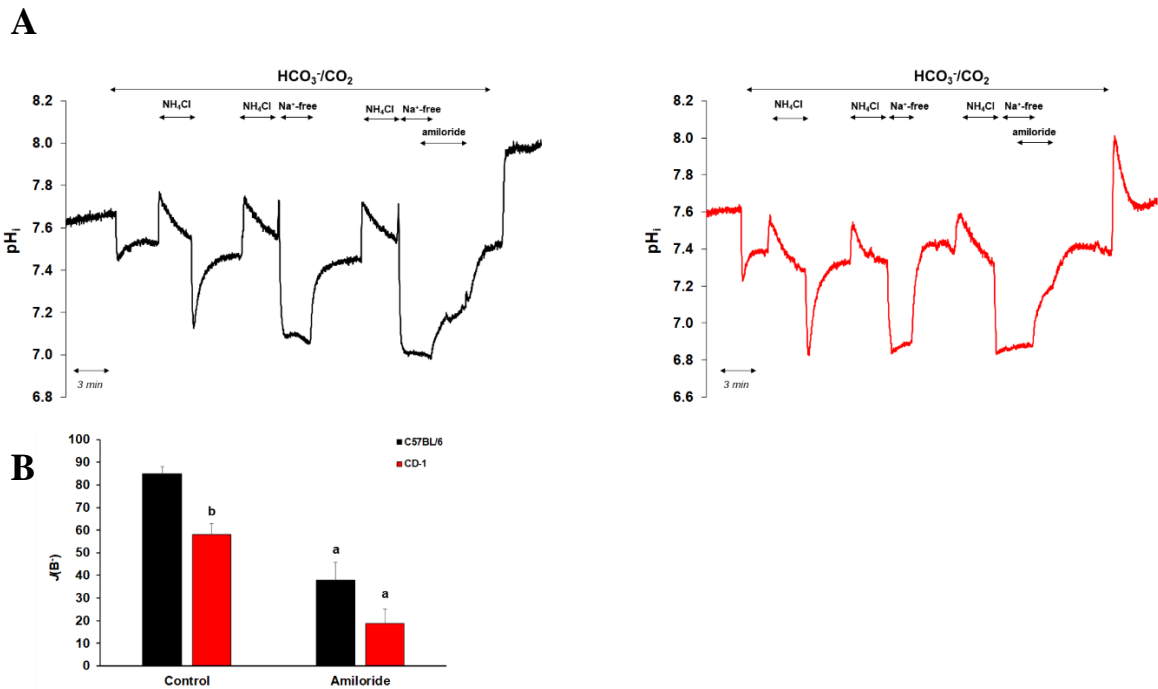 A
HCO₃⁻/CO₂
NH₄Cl NH₄Cl Na⁺-free NH₄Cl Na⁺-free
amiloride
8.2
8.0
7.8
7.6
7.4
7.2
7.0
6.8
pHᵢ
3 min
HCO₃⁻/CO₂
NH₄Cl NH₄Cl Na⁺-free NH₄Cl Na⁺-free
amiloride
8.2
8.0
7.8
7.6
7.4
7.2
7.0
6.8
6.6
pHᵢ
3 min
B
100
90
80
70
60
50
40
30
20
10
0
J(B⁻)
C57BL/6
CD-1
b
a
a
Control Amiloride